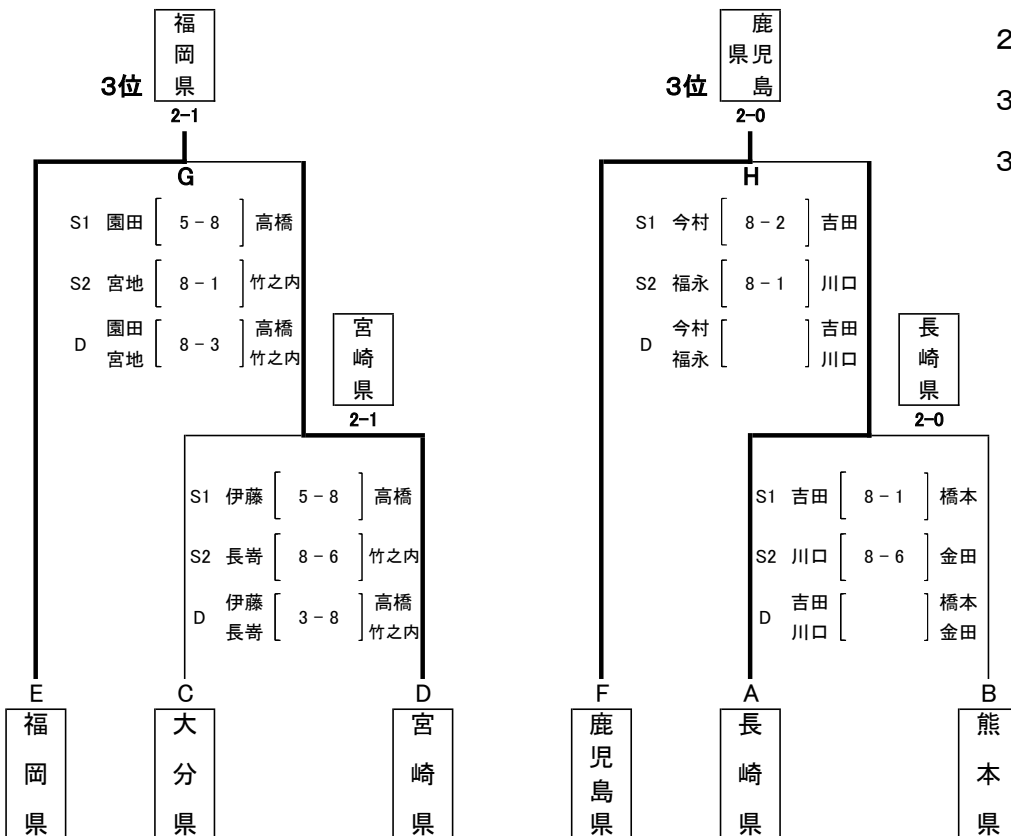 福岡県
3位
2-1
G
S1 園田 [ 5 - 8 ] 高橋
S2 宮地 [ 8 - 1 ] 竹之内
D 園田 宮地 [ 8 - 3 ] 高橋 竹之内
宮崎県
2-1
S1 伊藤 [ 5 - 8 ] 高橋
S2 長嵜 [ 8 - 6 ] 竹之内
D 伊藤 長嵜 [ 3 - 8 ] 高橋 竹之内
E
福岡県
C
大分県
D
宮崎県
鹿児島県
3位
2-0
H
S1 今村 [ 8 - 2 ] 吉田
S2 福永 [ 8 - 1 ] 川口
D 今村 福永 [ ] 吉田 川口
長崎県
2-0
S1 吉田 [ 8 - 1 ] 橋本
S2 川口 [ 8 - 6 ] 金田
D 吉田 川口 [ ] 橋本 金田
F
鹿児島県
A
長崎県
B
熊本県
2
3
3